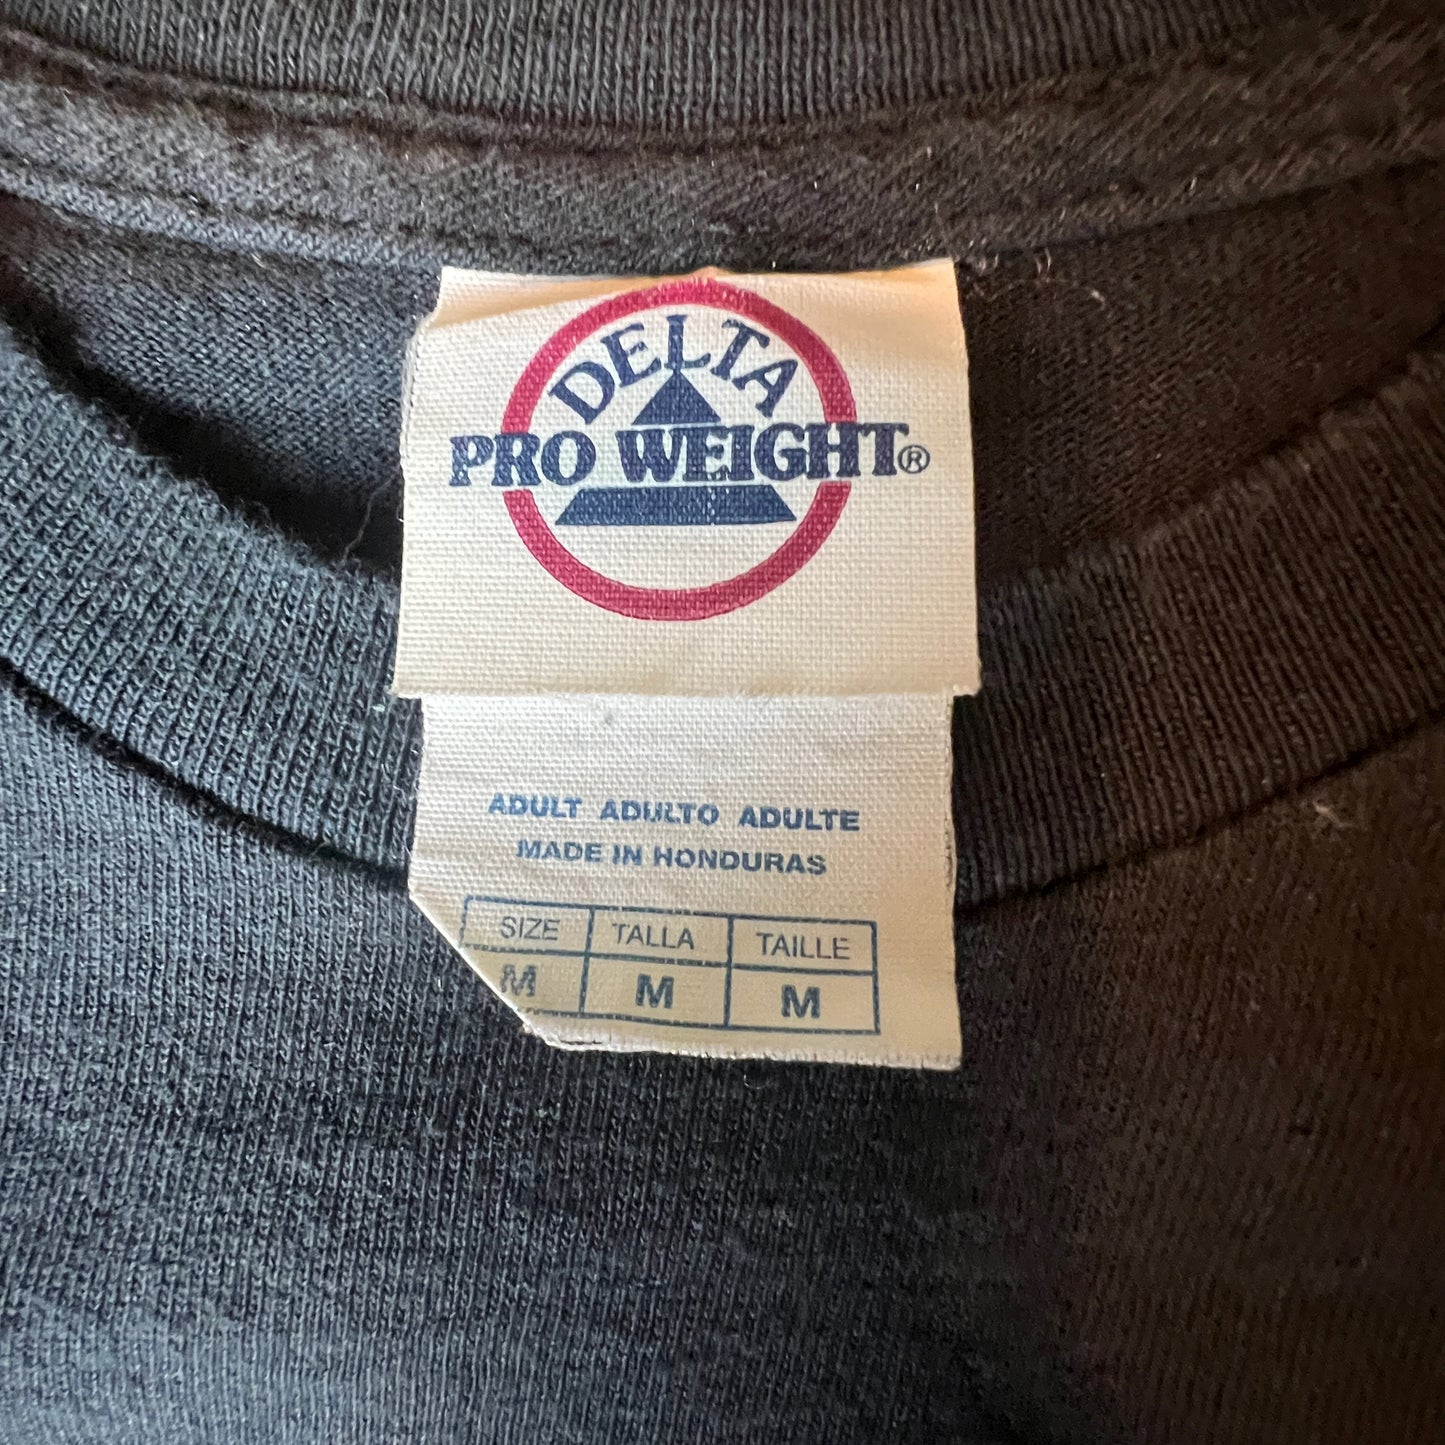 DELTA
PRO WEIGHT®
ADULT ADULTO ADULTE
MADE IN HONDURAS
SIZE TALLA TAILLE
M M M